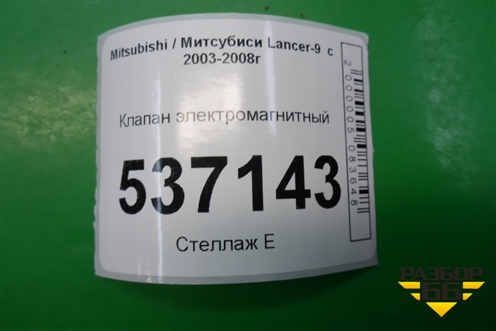 Mitsubishi / Митсубиси Lancer-9 с
2003-2008г
Клапан электромагнитный
537143
Стеллаж Е
2000005083648
РАЗБОР
66